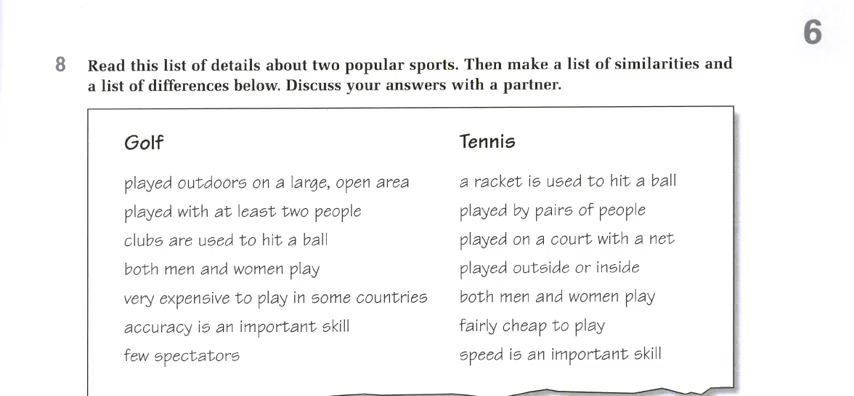 6
8 Read this list of details about two popular sports. Then make a list of similarities and
a list of differences below. Discuss your answers with a partner.
Golf
played outdoors on a large, open area
played with at least two people
clubs are used to hit a ball
both men and women play
very expensive to play in some countries
accuracy is an important skill
few spectators
Tennis
a racket is used to hit a ball
played by pairs of people
played on a court with a net
played outside or inside
both men and women play
fairly cheap to play
speed is an important skill